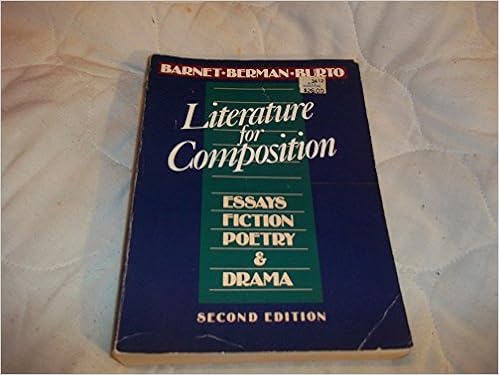 BARNET·BERMAN·BURTO
Literature
for
Composition
ESSAYS
FICTION
POETRY
&
DRAMA
SECOND EDITION